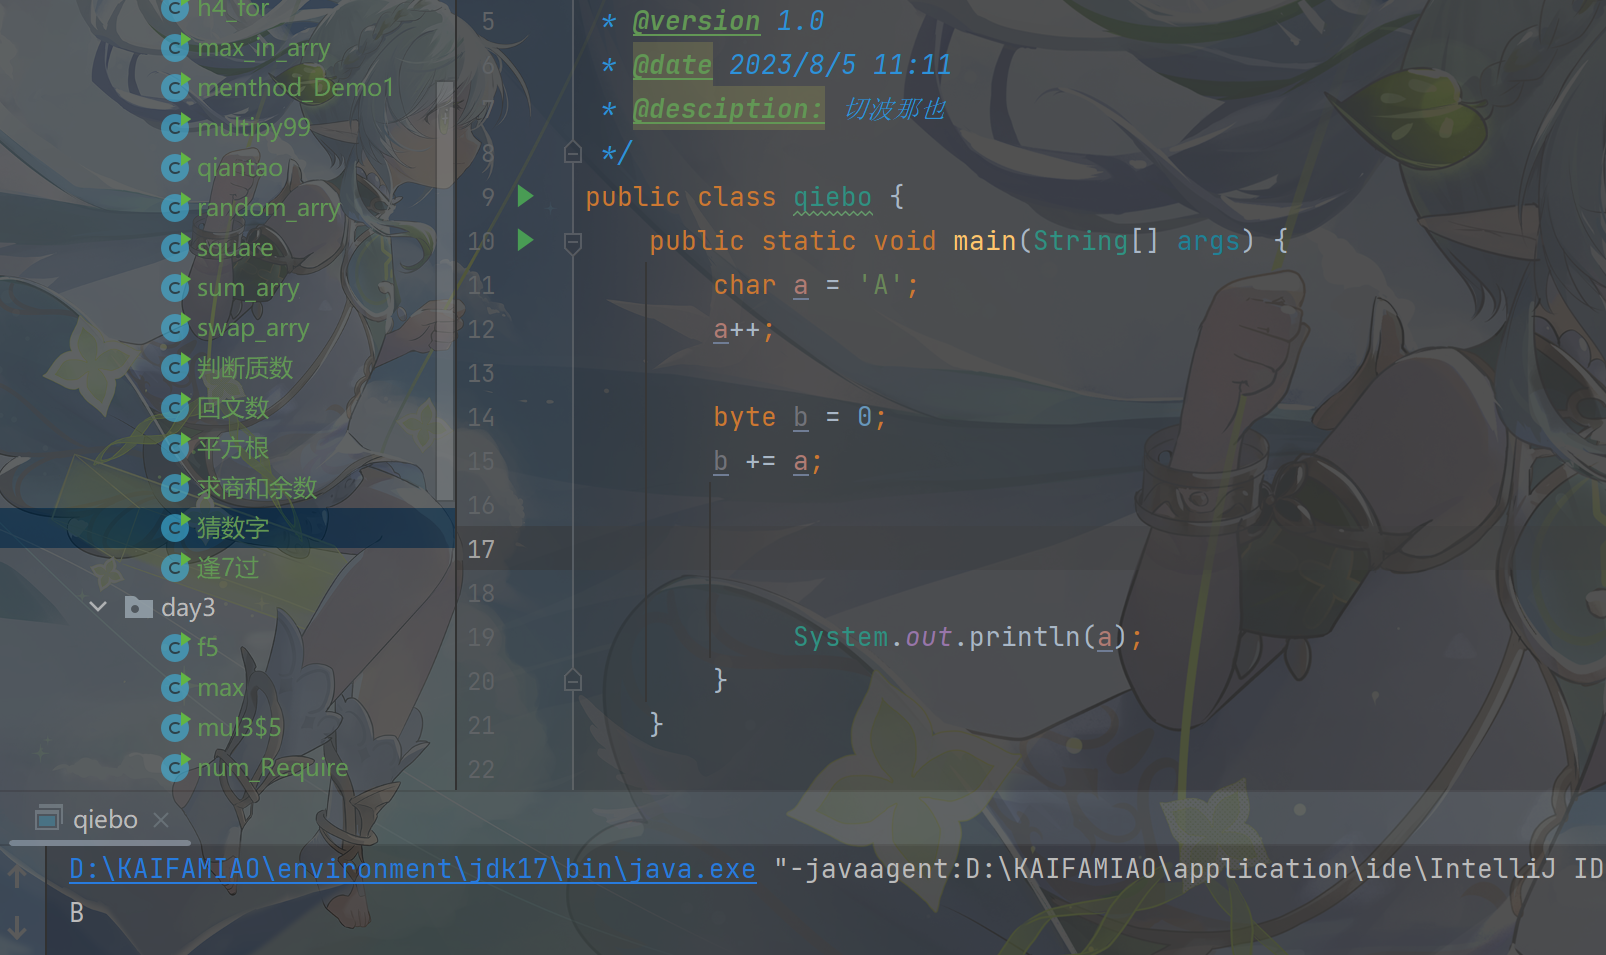 h4_for
max_in_arry
menthod_Demo1
multipy99
qiantao
random_arry
square
sum_arry
swap_arry
判断质数
回文数
平方根
求商和余数
猜数字
逢7过
day3
f5
max
mul3$5
num_Require
5 * @version 1.0
6 * @date 2023/8/5 11:11
7 * @desciption: 切波那也
8 */
9 public class qiebo {
10 public static void main(String[] args) {
11 char a = 'A';
12 a++;
13
14 byte b = 0;
15 b += a;
16
17
18
19 System.out.println(a);
20 }
21 }
22
qiebo
D:\KAIFAMIAO\environment\jdk17\bin\java.exe "-javaagent:D:\KAIFAMIAO\application\ide\IntelliJ ID
B